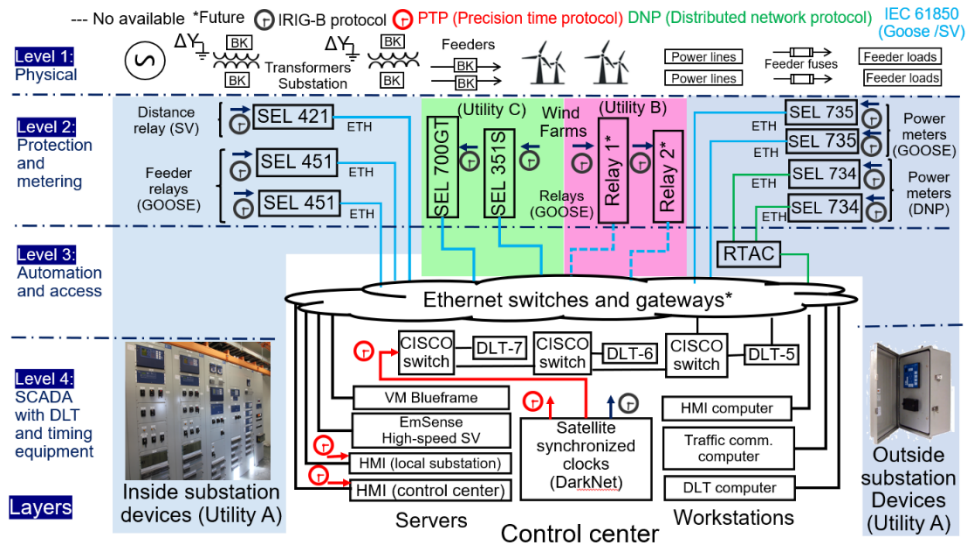 --- No available *Future IRIG-B protocol PTP (Precision time protocol) DNP (Distributed network protocol) IEC 61850
(Goose /SV)
Level 1:
Physical
ΔY
BK
BK
Transformers
Substation
ΔY
BK
BK
Feeders
BK
BK
Power lines
Power lines
Feeder fuses
Feeder loads
Feeder loads
Level 2:
Protection
and
metering
Distance
relay (SV)
SEL 421
ETH
Feeder
relays
(GOOSE)
SEL 451
ETH
SEL 451
ETH
(Utility C)
SEL 700GT
SEL 351S
Wind
Farms
Relays
(GOOSE)
(Utility B)
Relay 1*
Relay 2*
SEL 735
ETH
SEL 735
ETH
Power
meters
(GOOSE)
SEL 734
ETH
SEL 734
Power
meters
(DNP)
Level 3:
Automation
and access
RTAC
Ethernet switches and gateways*
Level 4:
SCADA
with DLT
and timing
equipment
CISCO
switch
DLT-7
CISCO
switch
DLT-6
CISCO
switch
DLT-5
VM Blueframe
EmSense
High-speed SV
HMI (local substation)
HMI (control center)
Servers
Satellite
synchronized
clocks
(DarkNet)
Control center
HMI computer
Traffic comm.
computer
DLT computer
Workstations
Layers
Inside substation
devices (Utility A)
Outside
substation
Devices
(Utility A)